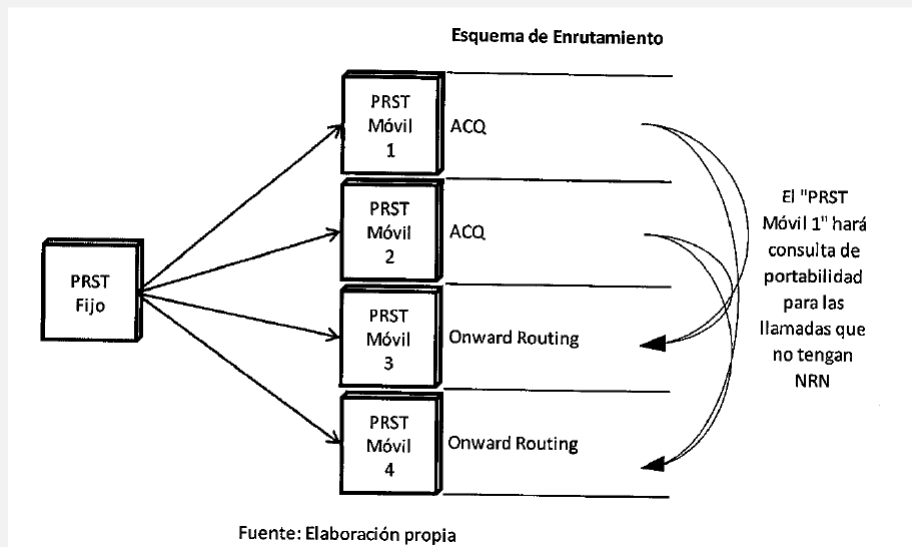 Esquema de Enrutamiento
PRST
Móvil
1
ACQ
PRST
Móvil
2
ACQ
PRST
Fijo
PRST
Móvil
3
Onward Routing
PRST
Móvil
4
Onward Routing
El "PRST
Móvil 1" hará
consulta de
portabilidad
para las
llamadas que
no tengan
NRN
Fuente: Elaboración propia